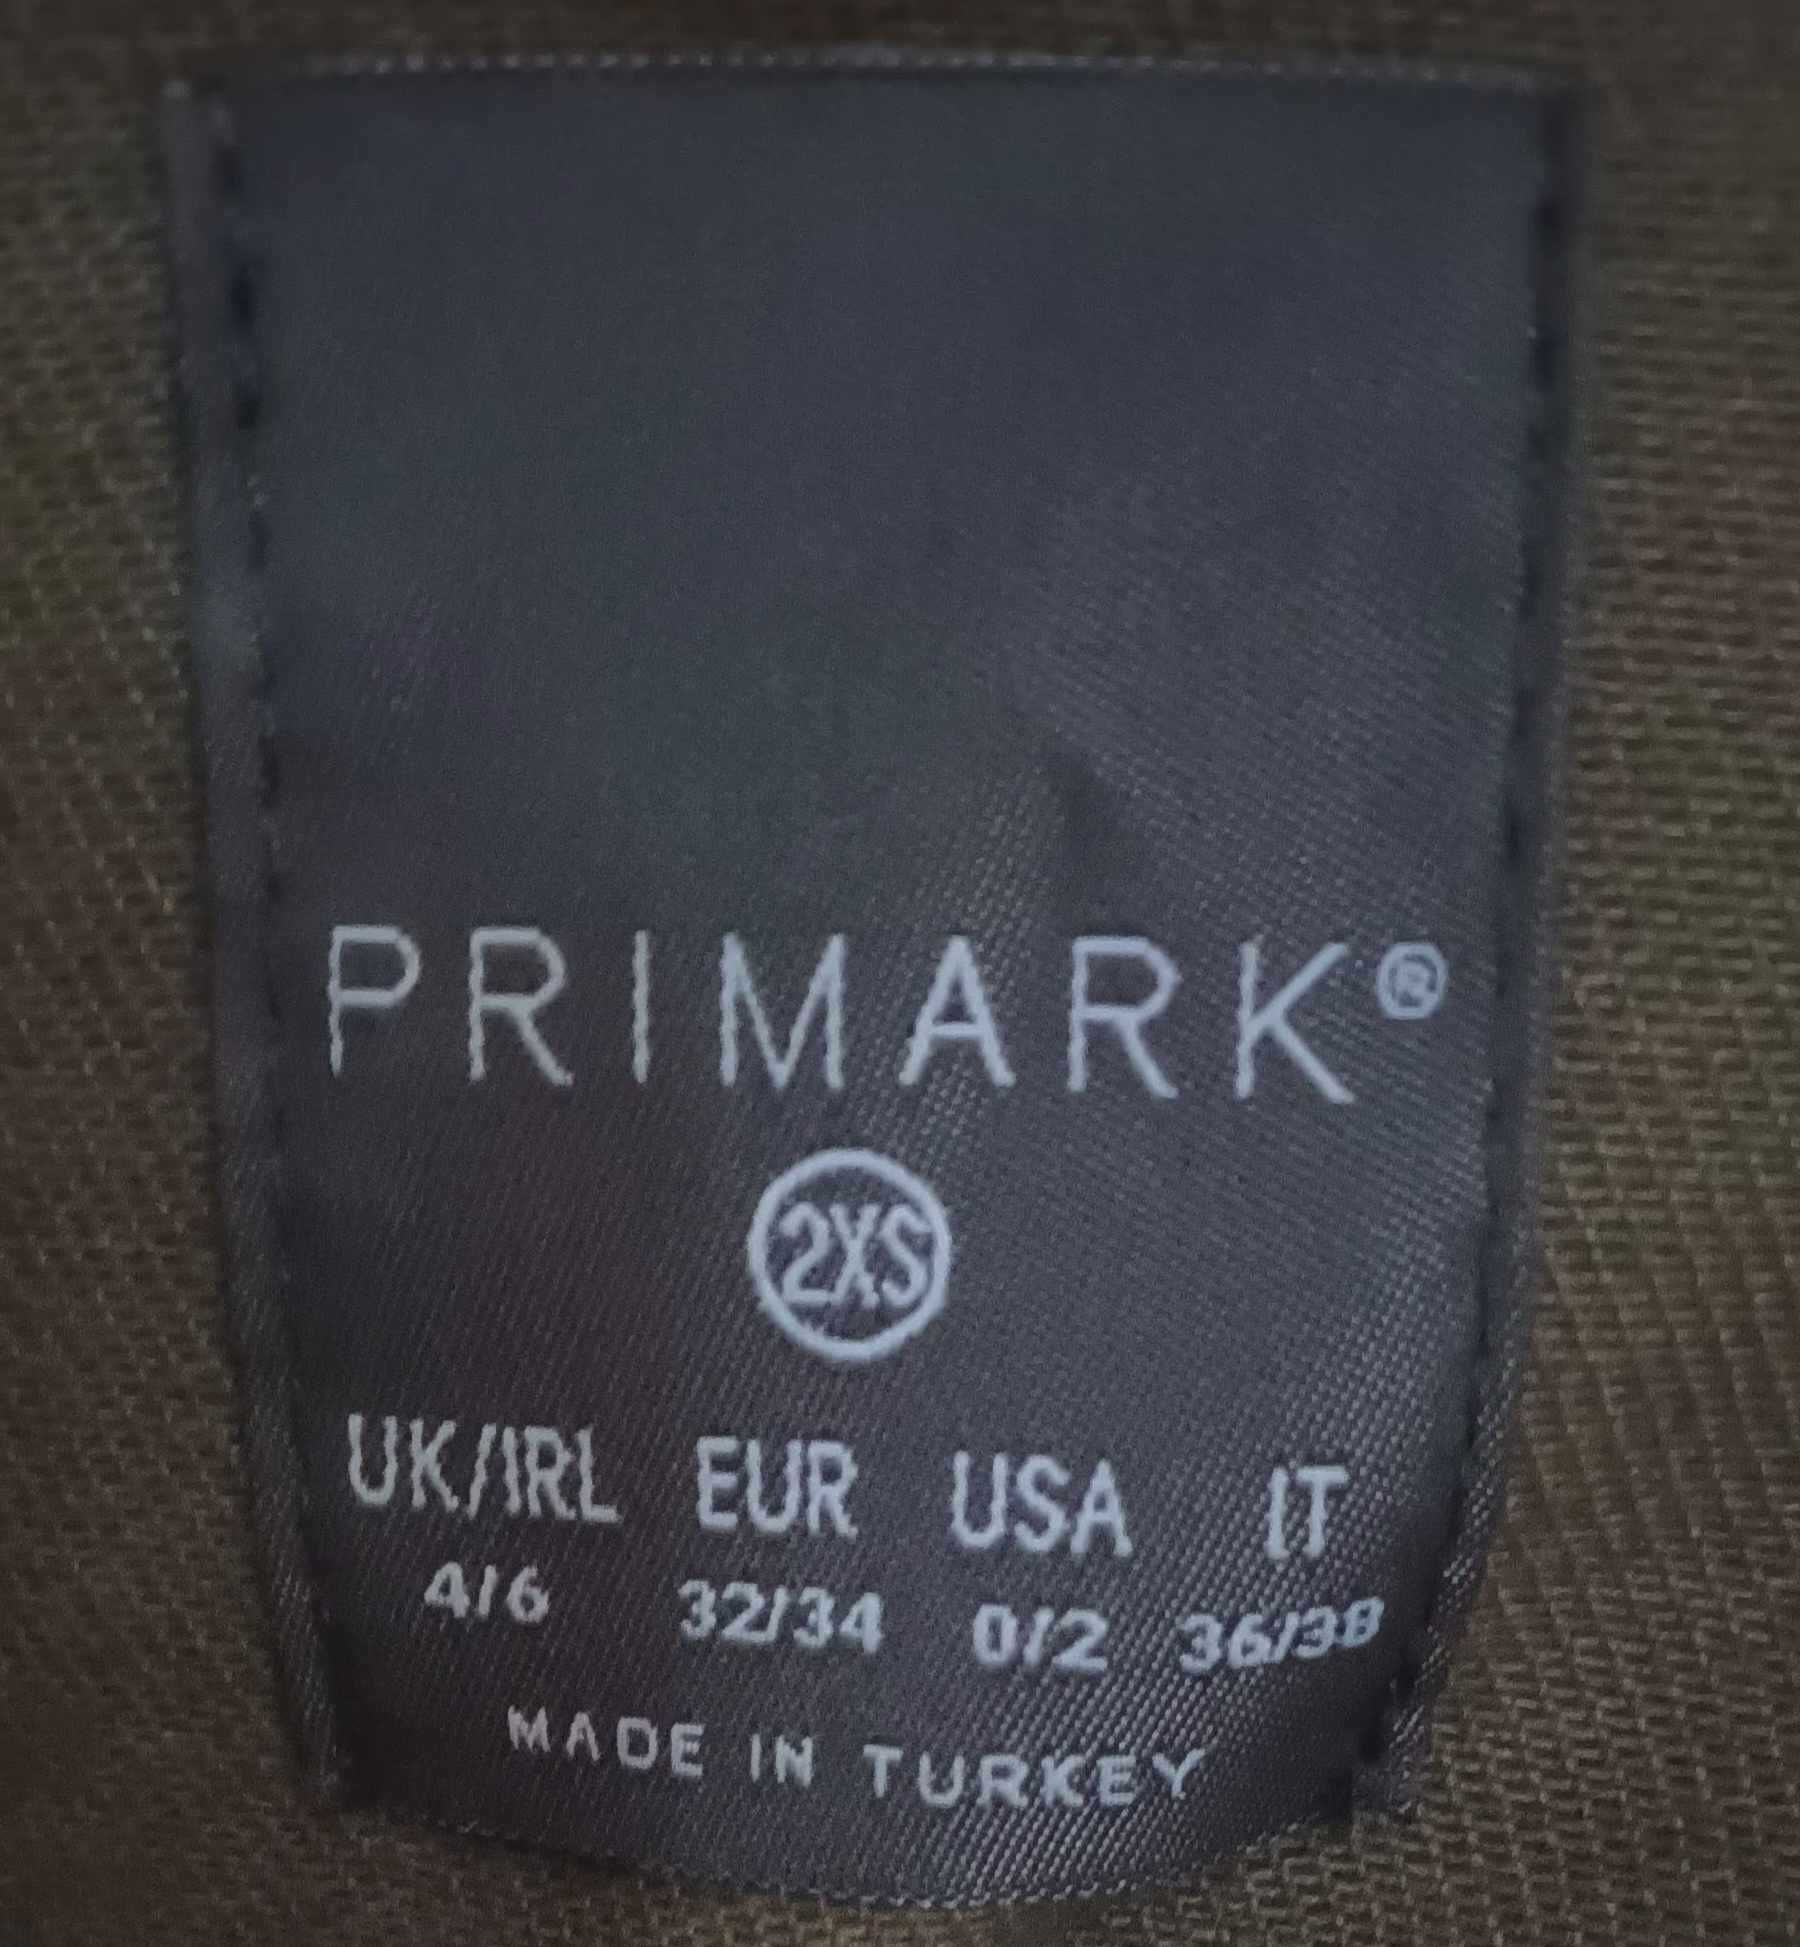 PRIMARK®
2XS
UK/IRL EUR USA IT
4/6 32/34 0/2 36/38
MADE IN TURKEY